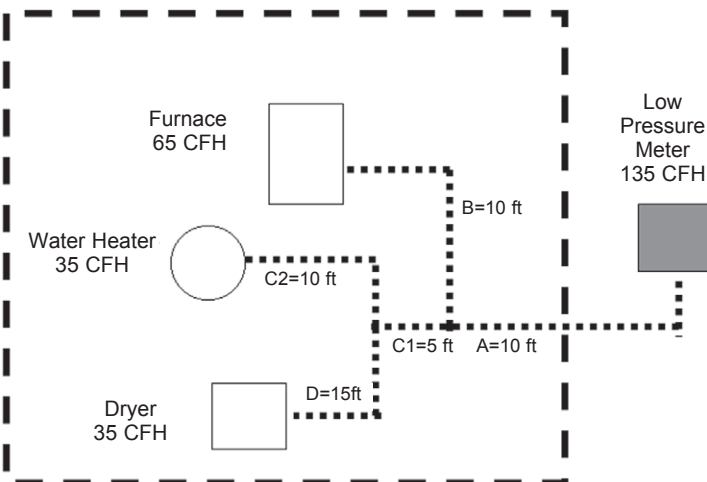 Furnace
65 CFH
Low
Pressure
Meter
135 CFH
B=10 ft
Water Heater
35 CFH
C2=10 ft
C1=5 ft
A=10 ft
D=15ft
Dryer
35 CFH